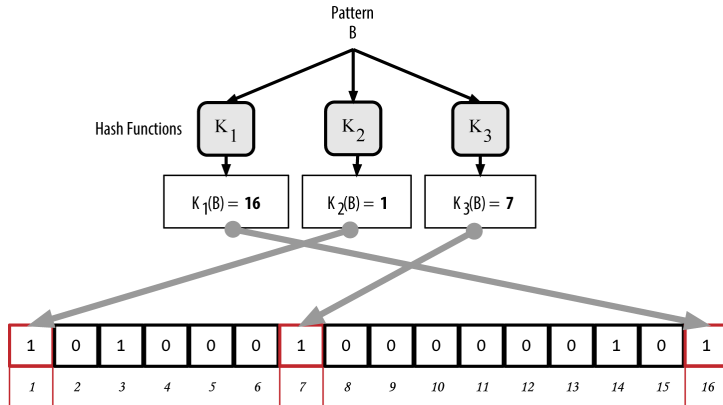 Pattern
B
Hash Functions
K1 K2 K3
K1(B) = 16 K2(B) = 1 K3(B) = 7
1 0 1 0 0 0 1 0 0 0 0 0 0 1 0 1
1 2 3 4 5 6 7 8 9 10 11 12 13 14 15 16